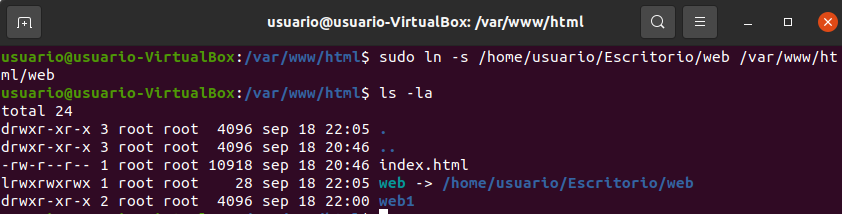 usuario@usuario-VirtualBox: /var/www/html
usuario@usuario-VirtualBox:/var/www/html$ sudo ln -s /home/usuario/Escritorio/web /var/www/ht
ml/web
usuario@usuario-VirtualBox:/var/www/html$ ls -la
total 24
drwxr-xr-x 3 root root  4096 sep 18 22:05 .
drwxr-xr-x 3 root root  4096 sep 18 20:46 ..
-rw-r--r-- 1 root root 10918 sep 18 20:46 index.html
lrwxrwxrwx 1 root root    28 sep 18 22:05 web -> /home/usuario/Escritorio/web
drwxr-xr-x 2 root root  4096 sep 18 22:00 web1